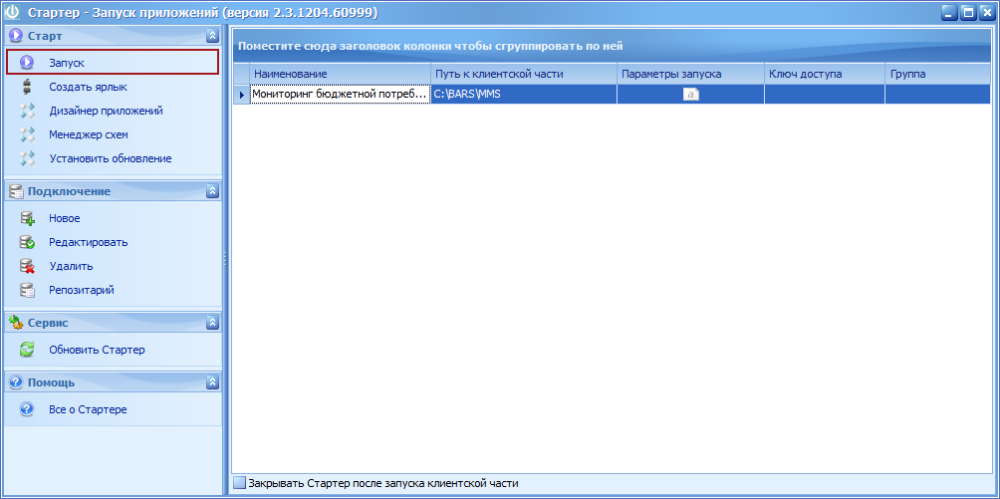 Стартер - Запуск приложений (версия 2.3.1204.60999)
Старт
Запуск
Создать ярлык
Дизайнер приложений
Менеджер схем
Установить обновление
Подключение
Новое
Редактировать
Удалить
Репозитарий
Сервис
Обновить Стартер
Помощь
Все о Стартере
Поместите сюда заголовок колонки чтобы сгруппировать по ней
Наименование Путь к клиентской части Параметры запуска Ключ доступа Группа
Мониторинг бюджетной потреб... C:\BARS\MMS a
Закрывать Стартер после запуска клиентской части